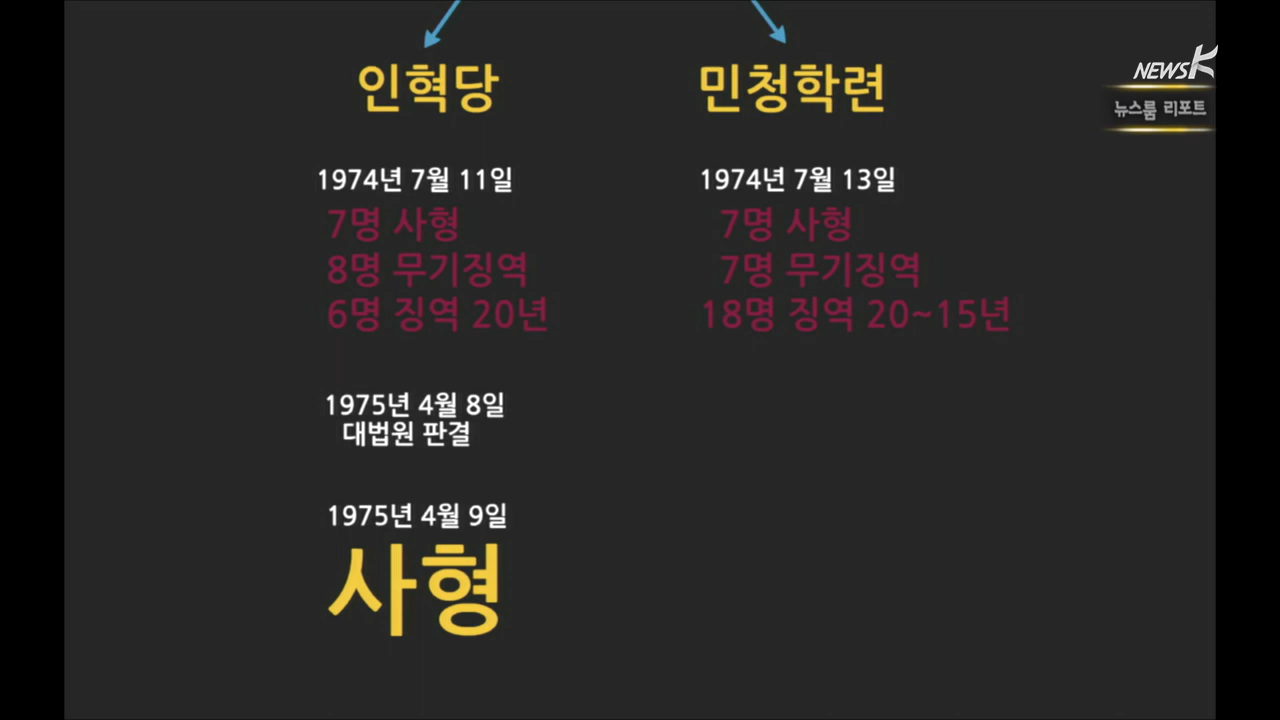 NEWSK
뉴스룸 리포트
인혁당
1974년 7월 11일
7명 사형
8명 무기징역
6명 징역 20년
1975년 4월 8일
대법원 판결
1975년 4월 9일
사형
민청학련
1974년 7월 13일
7명 사형
7명 무기징역
18명 징역 20~15년